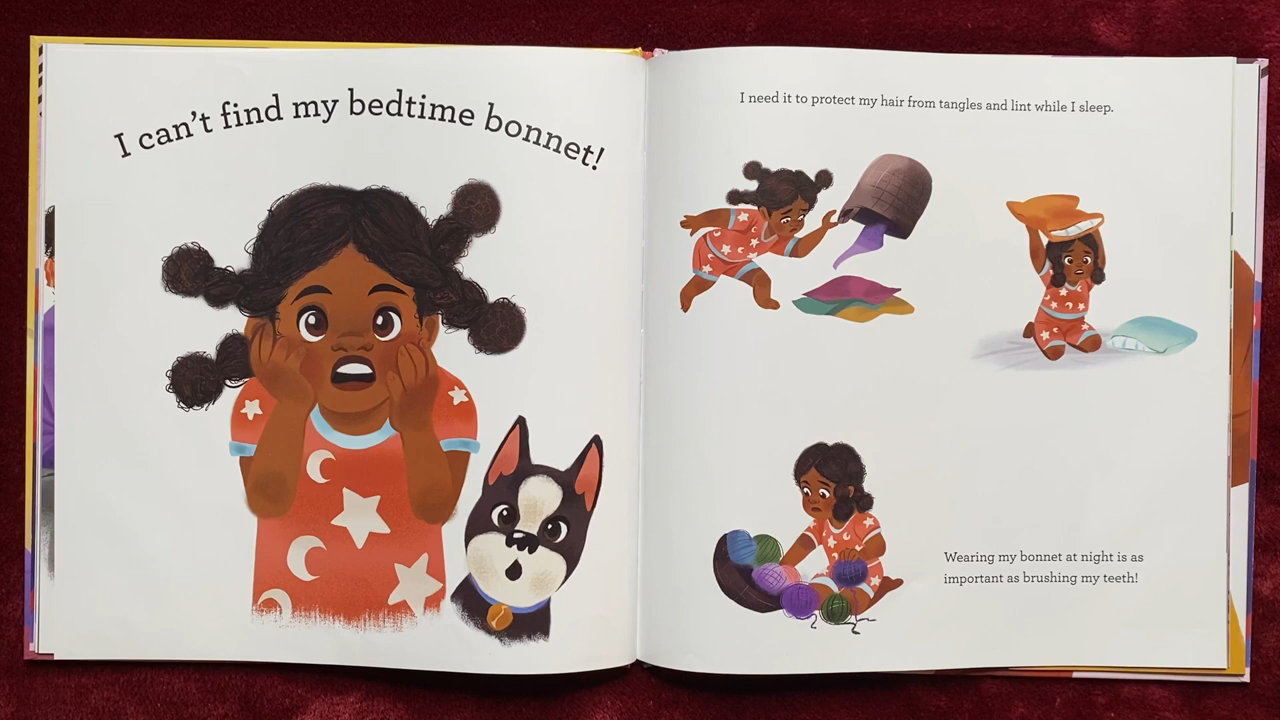 I can't find my bedtime bonnet!
I need it to protect my hair from tangles and lint while I sleep.
Wearing my bonnet at night is as
important as brushing my teeth!